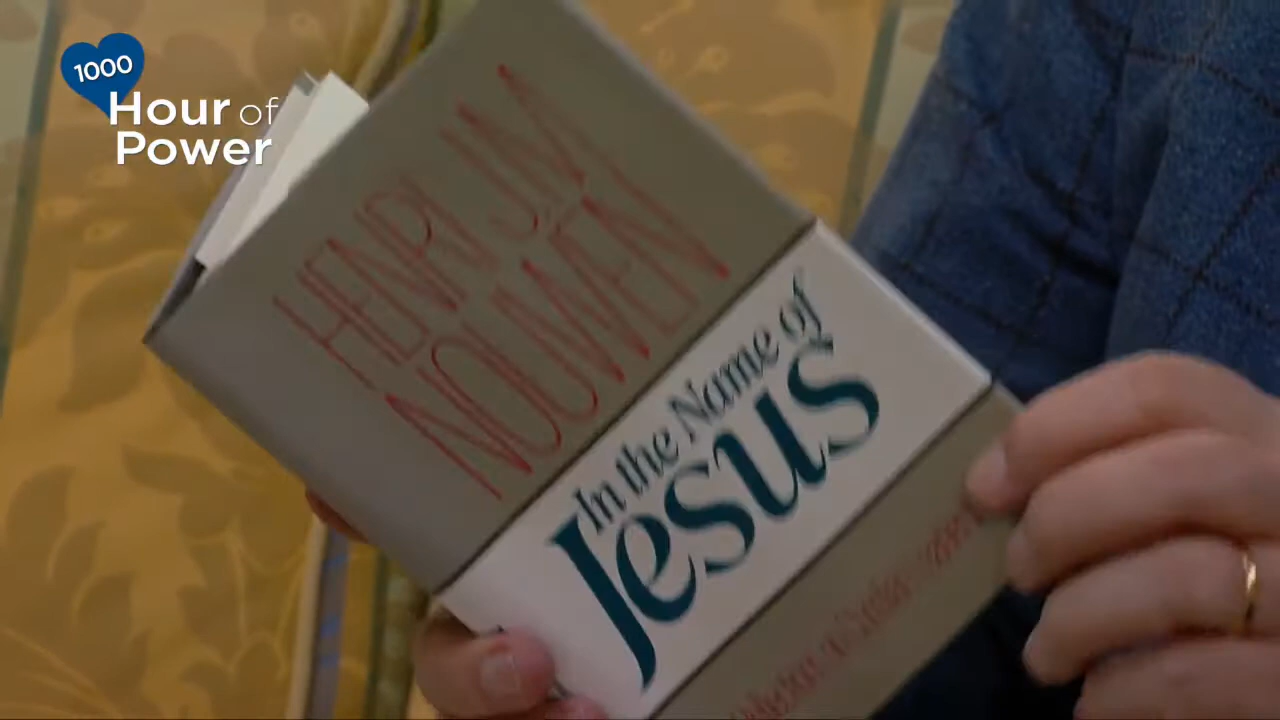 1000
Hour of
Power
HENRI J.M.
NOUWEN
In the Name of
Jesus